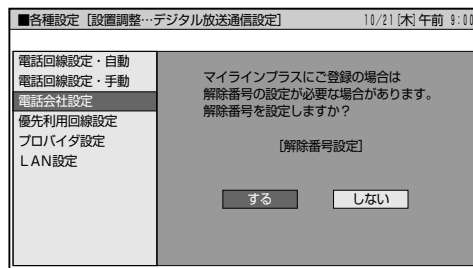 ■各種設定［設置調整…デジタル放送通信設定］ 10/21[木]午前 9:00
電話回線設定・自動
電話回線設定・手動
電話会社設定
優先利用回線設定
プロバイダ設定
ＬＡＮ設定
マイラインプラスにご登録の場合は
解除番号の設定が必要な場合があります。
解除番号を設定しますか？
[解除番号設定]
する しない